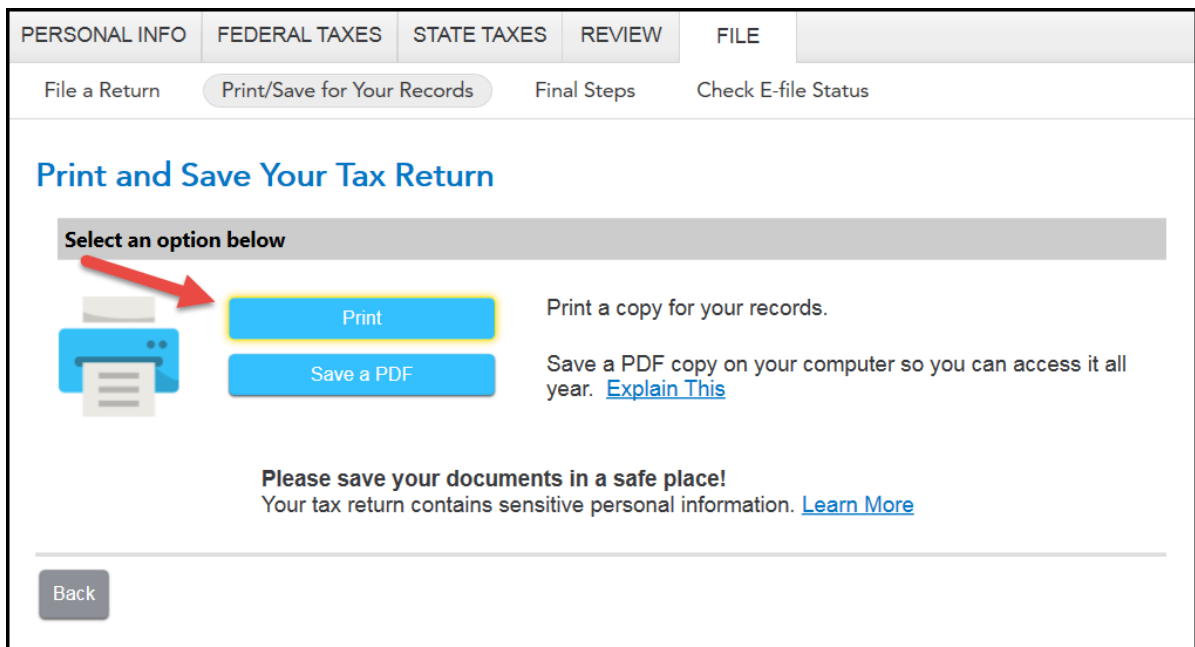 PERSONAL INFO FEDERAL TAXES STATE TAXES REVIEW FILE
File a Return Print/Save for Your Records Final Steps Check E-file Status
Print and Save Your Tax Return
Select an option below
Print Print a copy for your records.
Save a PDF Save a PDF copy on your computer so you can access it all
year. Explain This
Please save your documents in a safe place!
Your tax return contains sensitive personal information. Learn More
Back